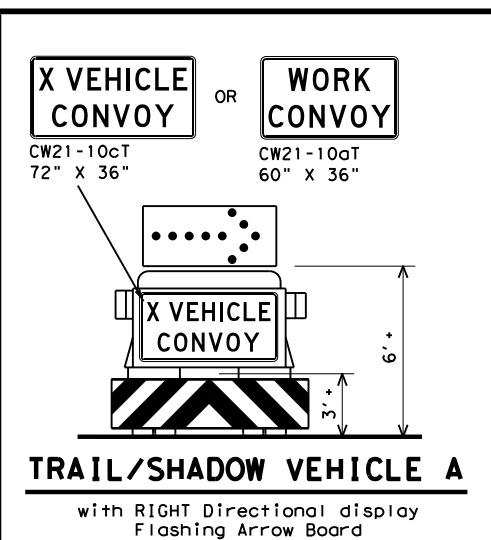 X VEHICLE
CONVOY
OR
WORK
CONVOY
CW21-10cT
72" X 36"
CW21-10aT
60" X 36"
X VEHICLE
CONVOY
6' +
3' +
TRAIL/SHADOW VEHICLE A
with RIGHT Directional display
Flashing Arrow Board